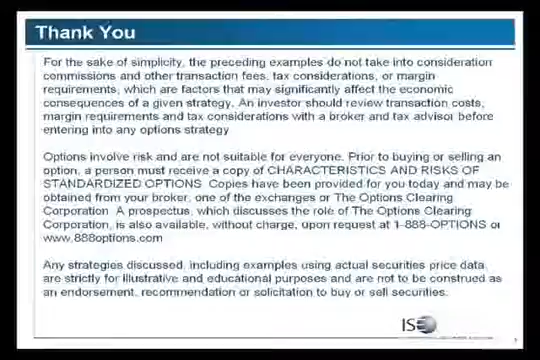 Thank You
For the sake of simplicity, the preceding examples do not take into consideration
commissions and other transaction fees, tax considerations, or margin
requirements, which are factors that may significantly affect the economic
consequences of a given strategy. An investor should review transaction costs,
margin requirements and tax considerations with a broker and tax advisor before
entering into any options strategy
Options involve risk and are not suitable for everyone. Prior to buying or selling an
option, a person must receive a copy of CHARACTERISTICS AND RISKS OF
STANDARDIZED OPTIONS. Copies have been provided for you today and may be
obtained from your broker, one of the exchanges or The Options Clearing
Corporation. A prospectus, which discusses the role of The Options Clearing
Corporation, is also available, without charge, upon request at 1-888-OPTIONS or
www.888options.com
Any strategies discussed, including examples using actual securities price data,
are strictly for illustrative and educational purposes and are not to be construed as
an endorsement, recommendation or solicitation to buy or sell securities.
ISE